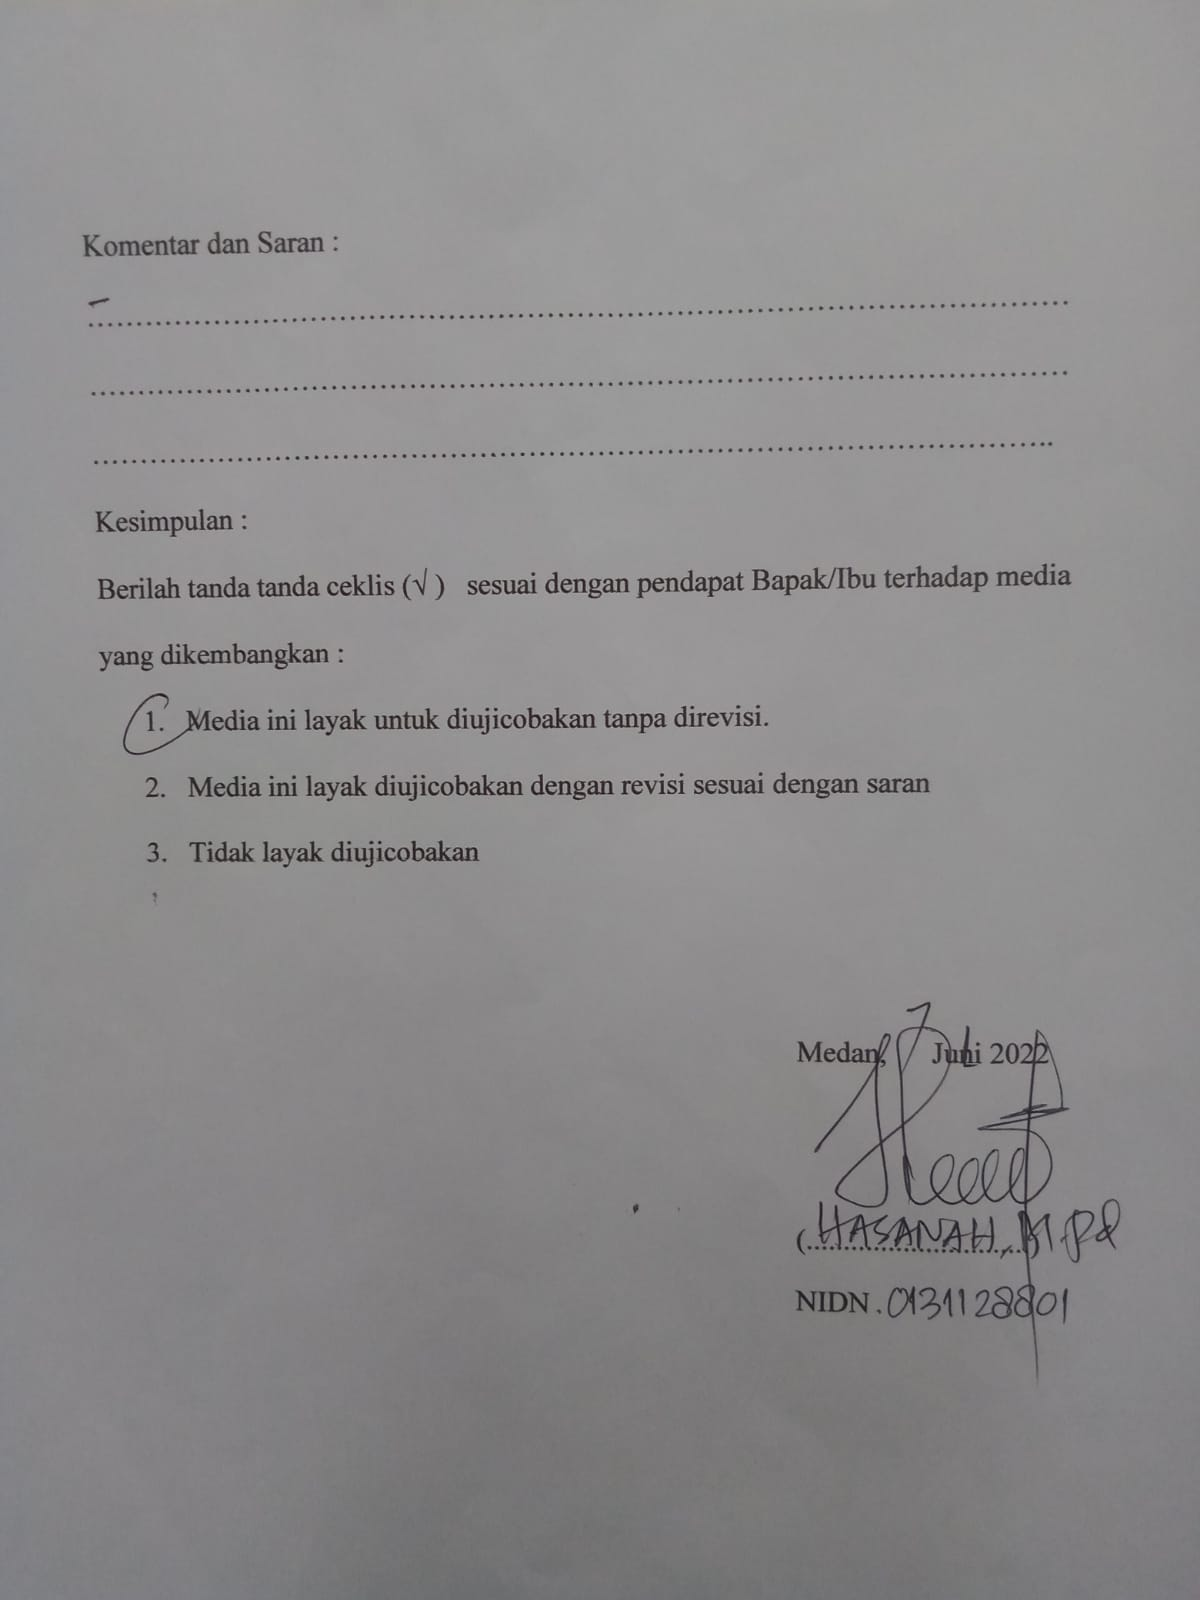 Komentar dan Saran :
-
................................................................
................................................................
................................................................
Kesimpulan :
Berilah tanda tanda ceklis (√ ) sesuai dengan pendapat Bapak/Ibu terhadap media
yang dikembangkan :
1. Media ini layak untuk diujicobakan tanpa direvisi.
2. Media ini layak diujicobakan dengan revisi sesuai dengan saran
3. Tidak layak diujicobakan
Medan, 7 Juli 2022
(HASANAH, M.Pd
NIDN. 0131128801